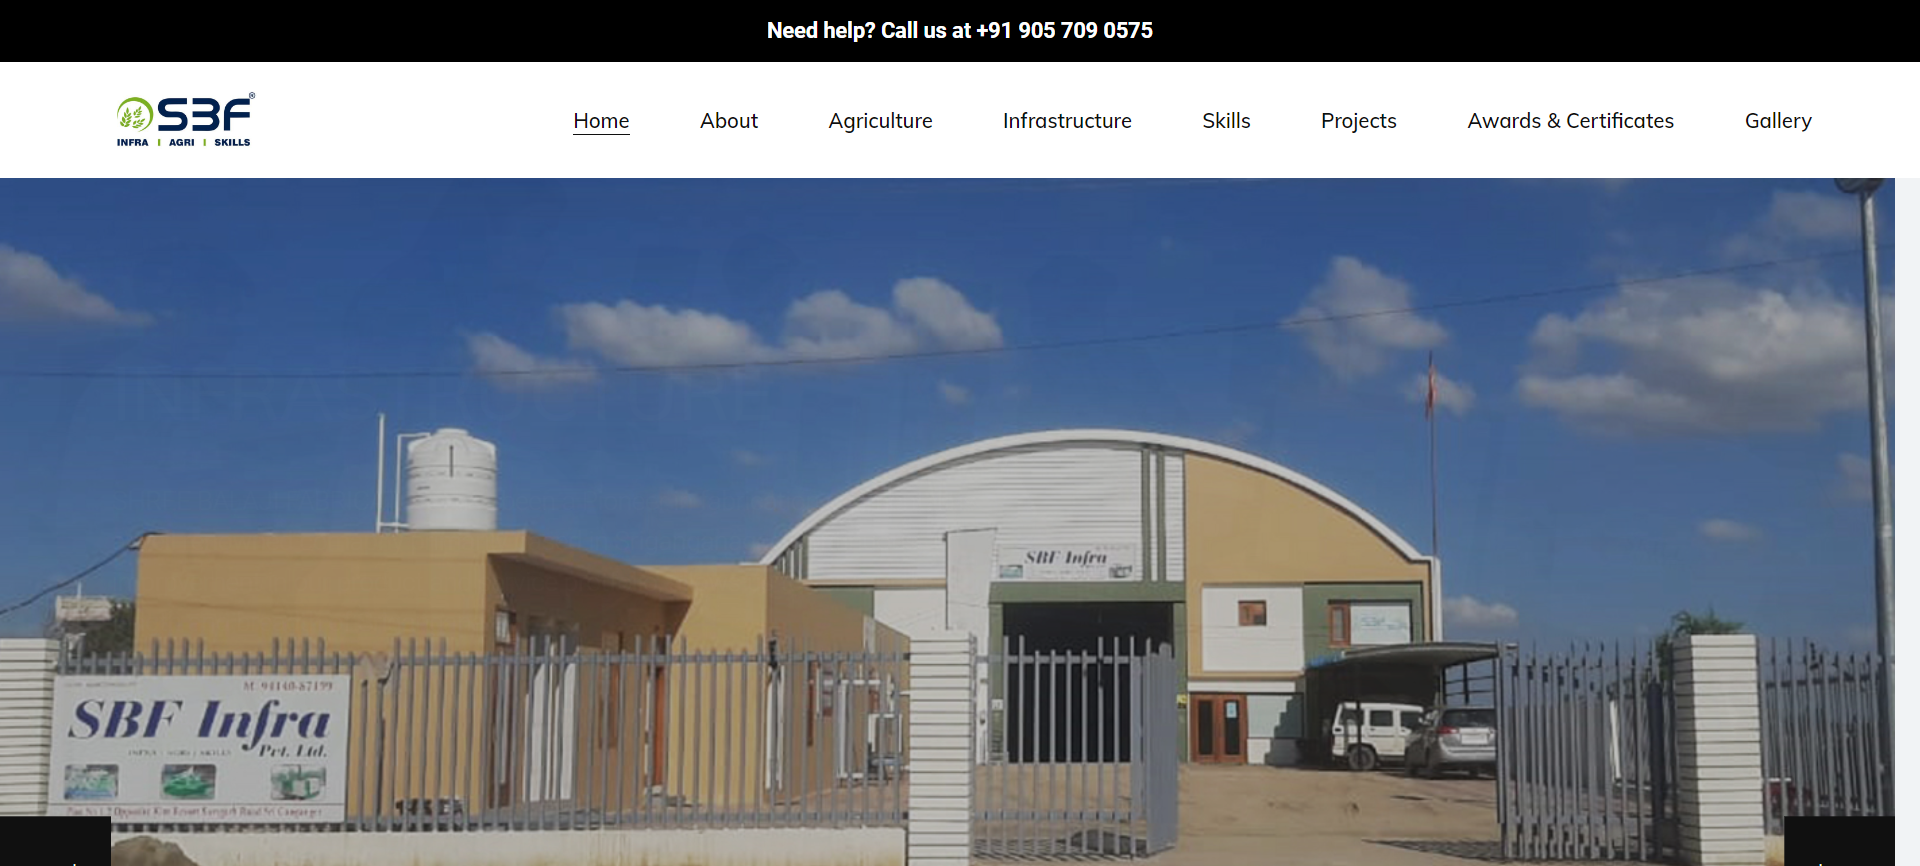 Need help? Call us at +91 905 709 0575
SBF®
INFRA | AGRI | SKILLS
Home
About
Agriculture
Infrastructure
Skills
Projects
Awards & Certificates
Gallery
INFRASTRUCTURE
SBF Infra
M. 94140-87199
SBF Infra
Pvt. Ltd.
INFRA | AGRI | SKILLS